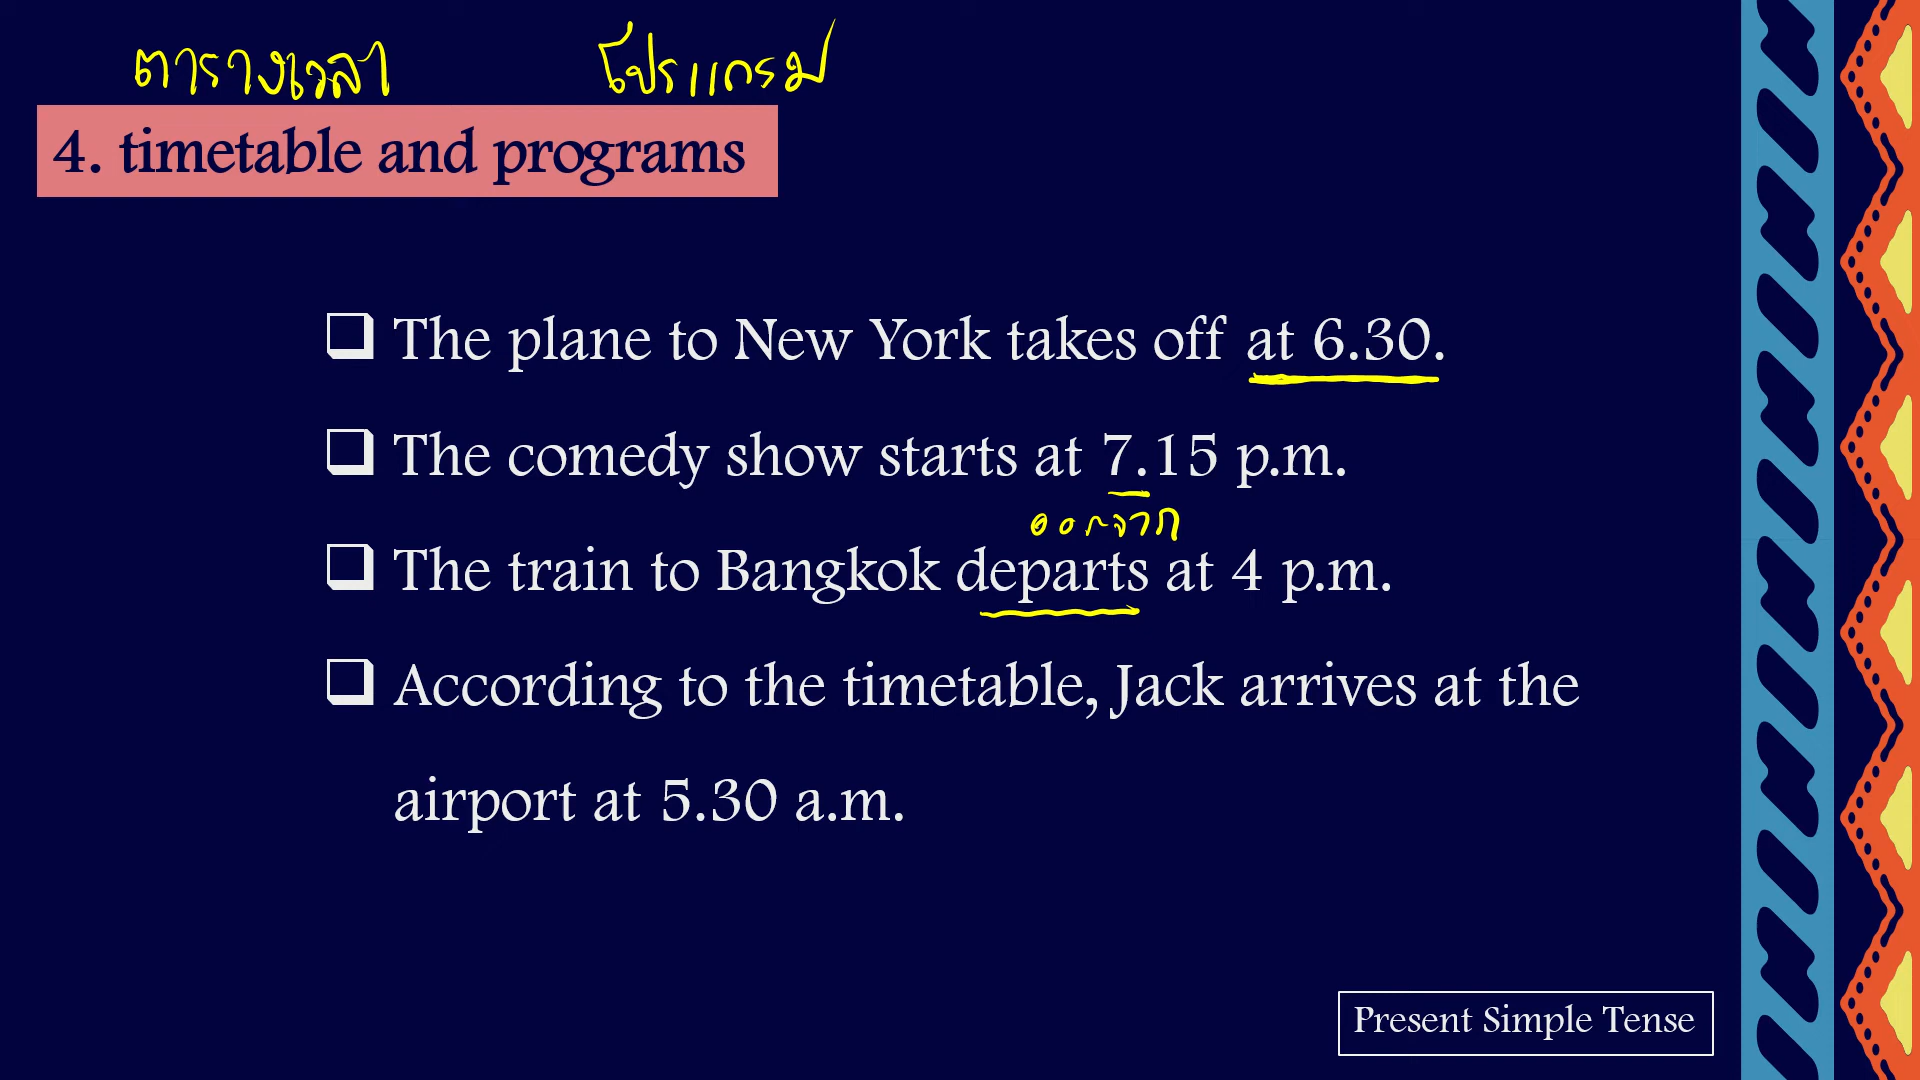 ตารางเวลา โปรแกรม
4. timetable and programs
❑ The plane to New York takes off at 6.30.
❑ The comedy show starts at 7.15 p.m.
ออกจาก
❑ The train to Bangkok departs at 4 p.m.
❑ According to the timetable, Jack arrives at the
airport at 5.30 a.m.
Present Simple Tense